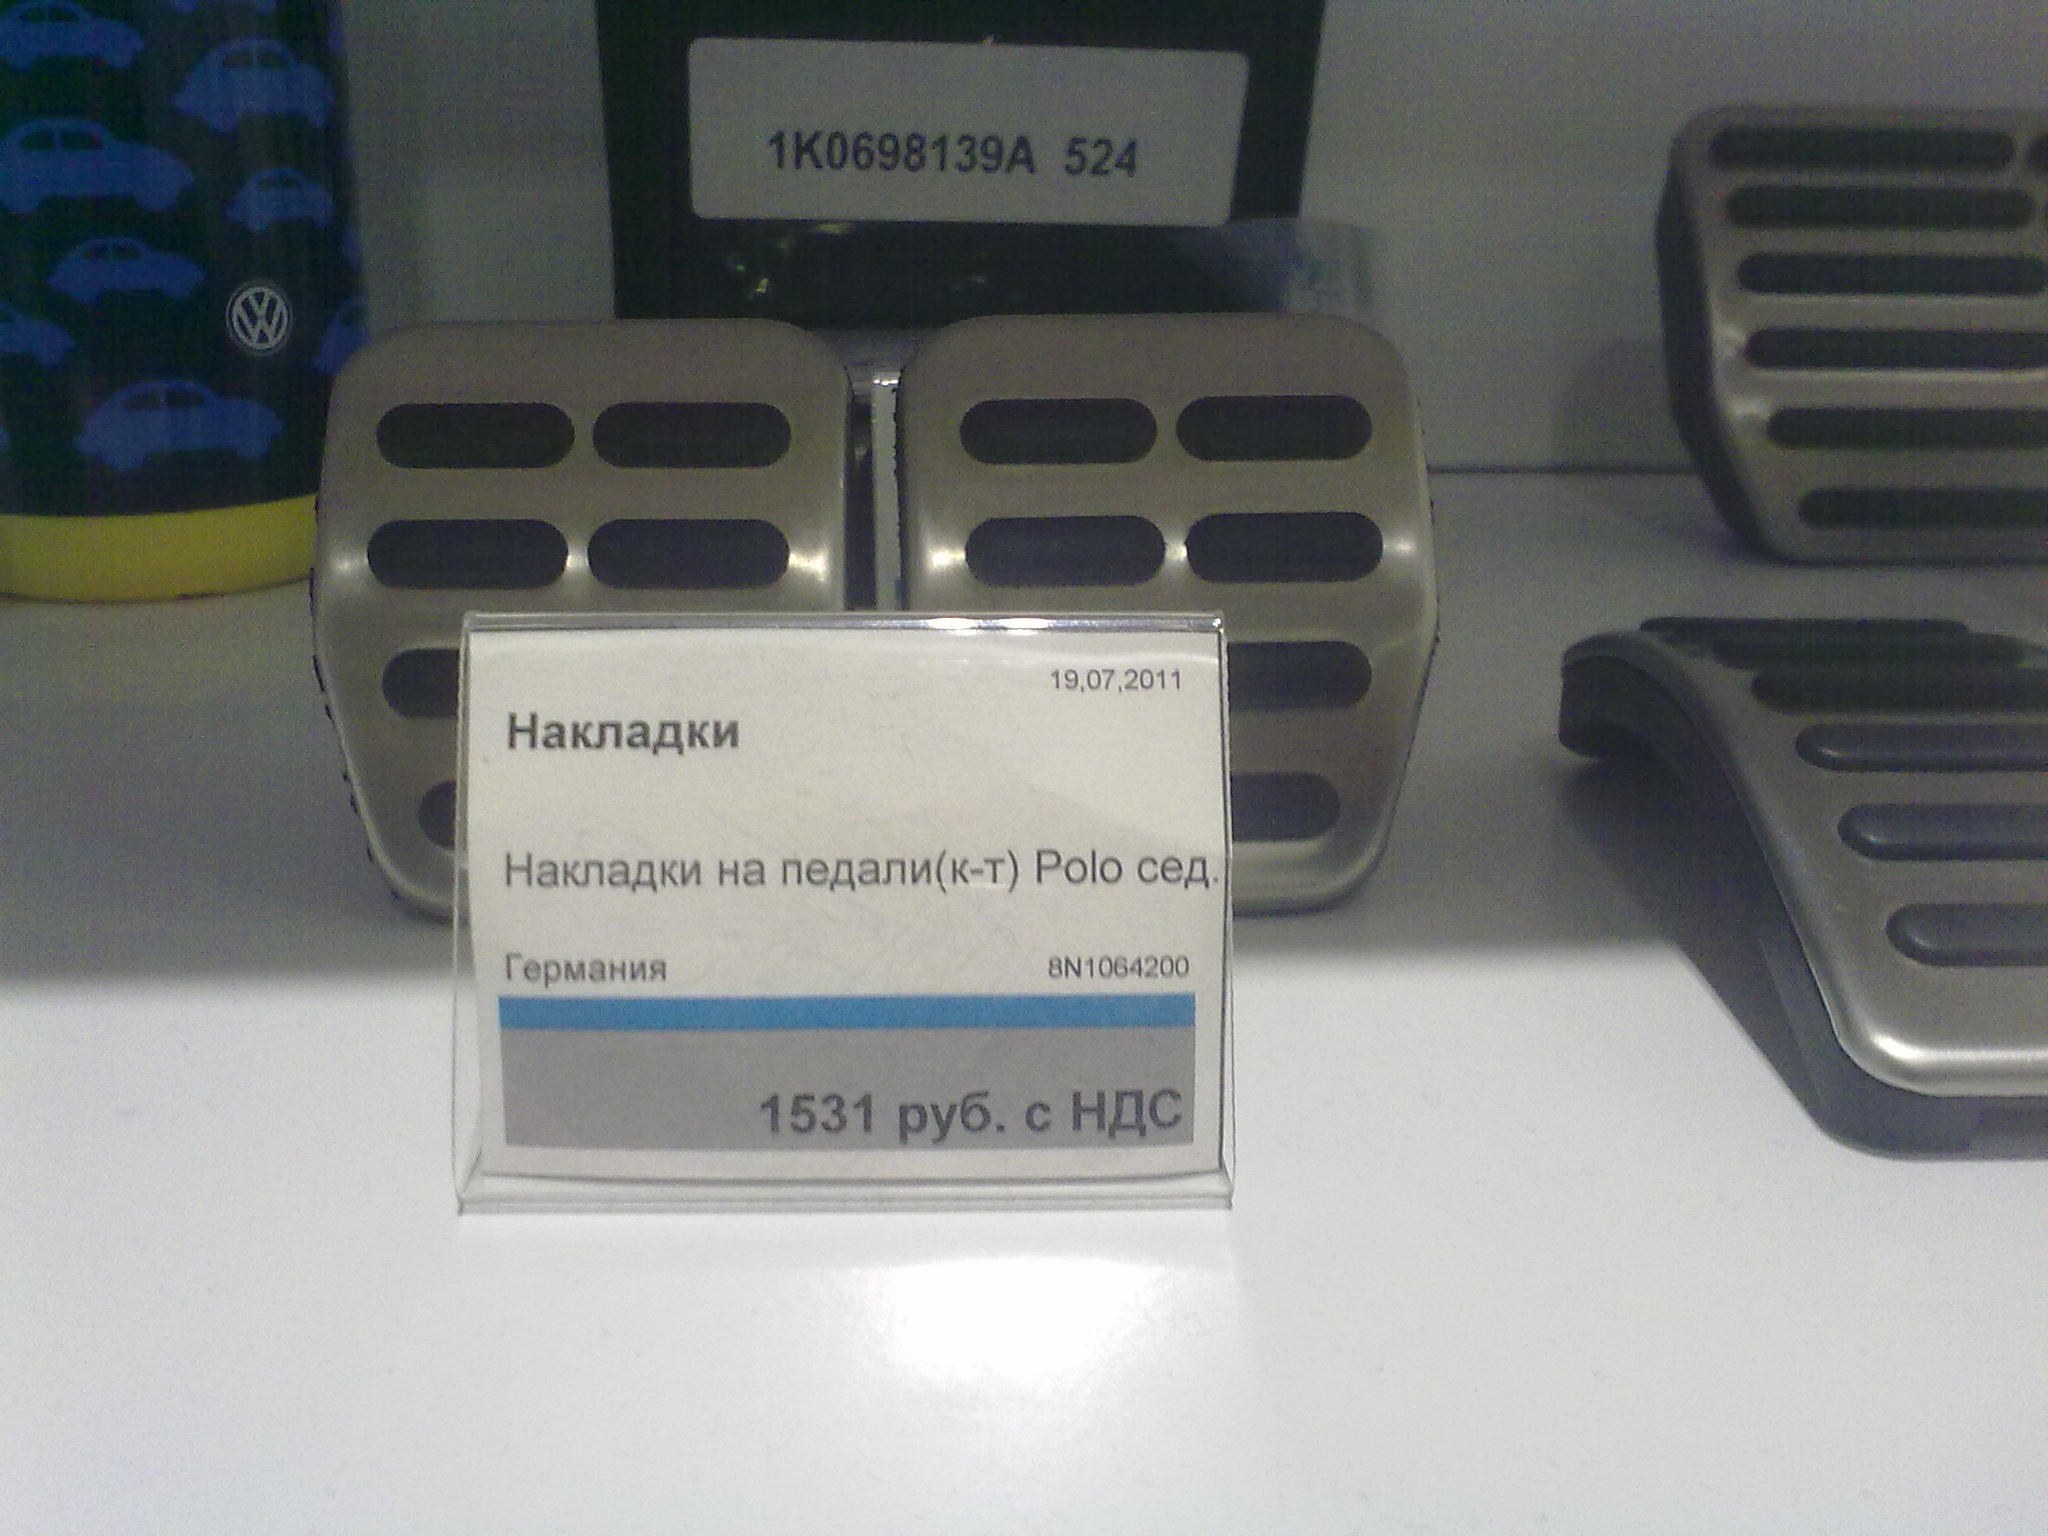 1K0698139A 524
19,07,2011
Накладки
Накладки на педали(к-т) Polo сед.
Германия 8N1064200
1531 руб. с НДС